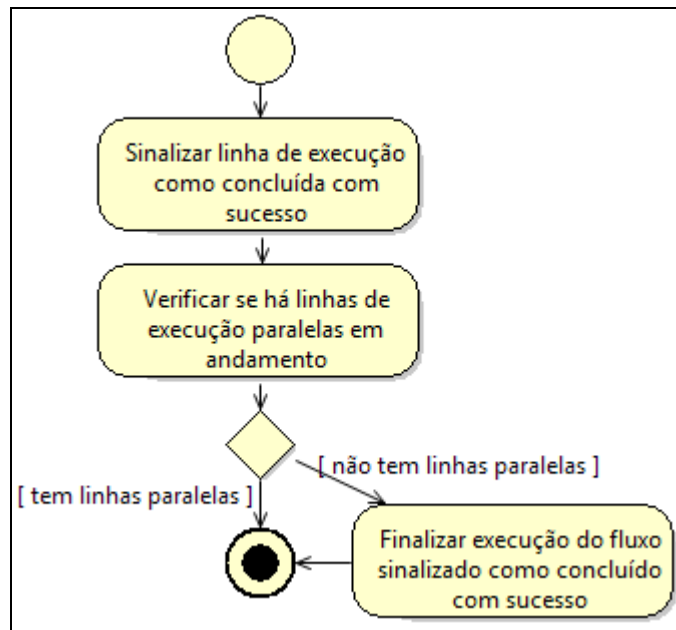 Sinalizar linha de execução
como concluída com
sucesso
Verificar se há linhas de
execução paralelas em
andamento
[ não tem linhas paralelas ]
[ tem linhas paralelas ]
Finalizar execução do fluxo
sinalizado como concluído
com sucesso